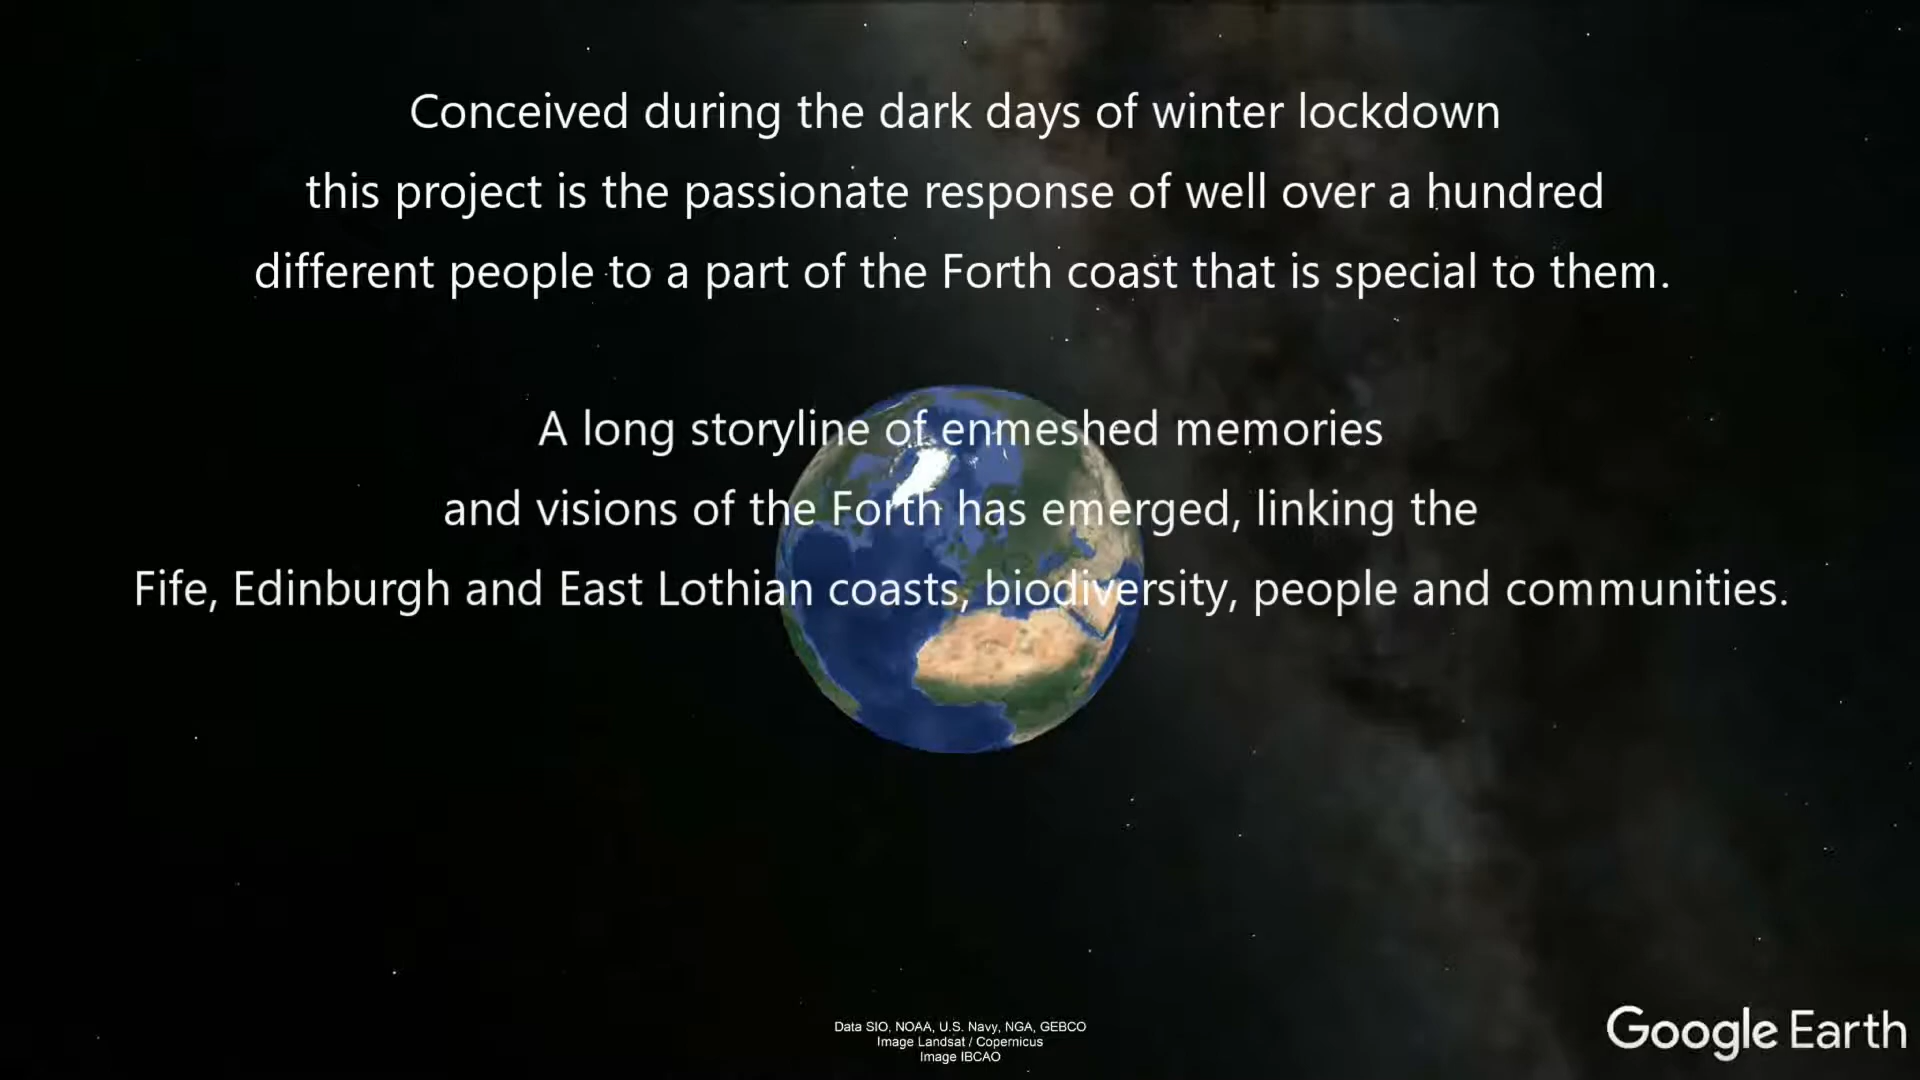 Conceived during the dark days of winter lockdown
this project is the passionate response of well over a hundred
different people to a part of the Forth coast that is special to them.
A long storyline of enmeshed memories
and visions of the Forth has emerged, linking the
Fife, Edinburgh and East Lothian coasts, biodiversity, people and communities.
Data SIO, NOAA, U.S. Navy, NGA, GEBCO
Image Landsat / Copernicus
Image IBCAO
Google Earth